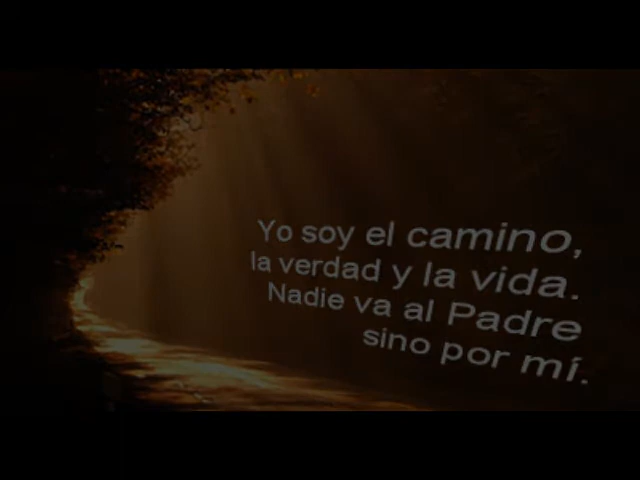 Yo soy el camino,
la verdad y la vida.
Nadie va al Padre
sino por mí.